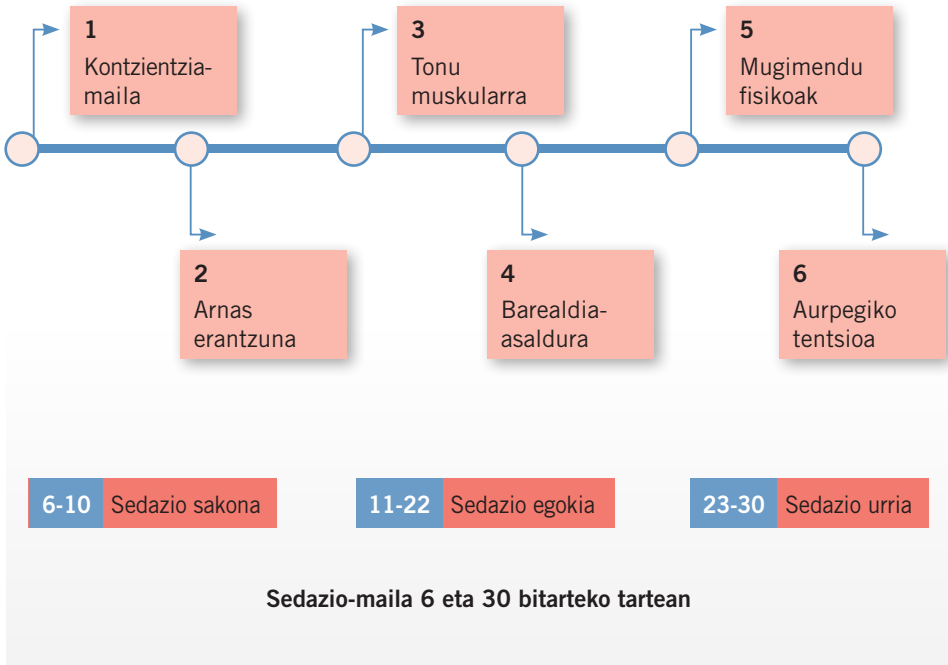 1
Kontzientzia-
maila
2
Arnas
erantzuna
3
Tonu
muskularra
4
Barealdia-
asaldura
5
Mugimendu
fisikoak
6
Aurpegiko
tentsioa
6-10 Sedazio sakona
11-22 Sedazio egokia
23-30 Sedazio urria
Sedazio-maila 6 eta 30 bitarteko tartean